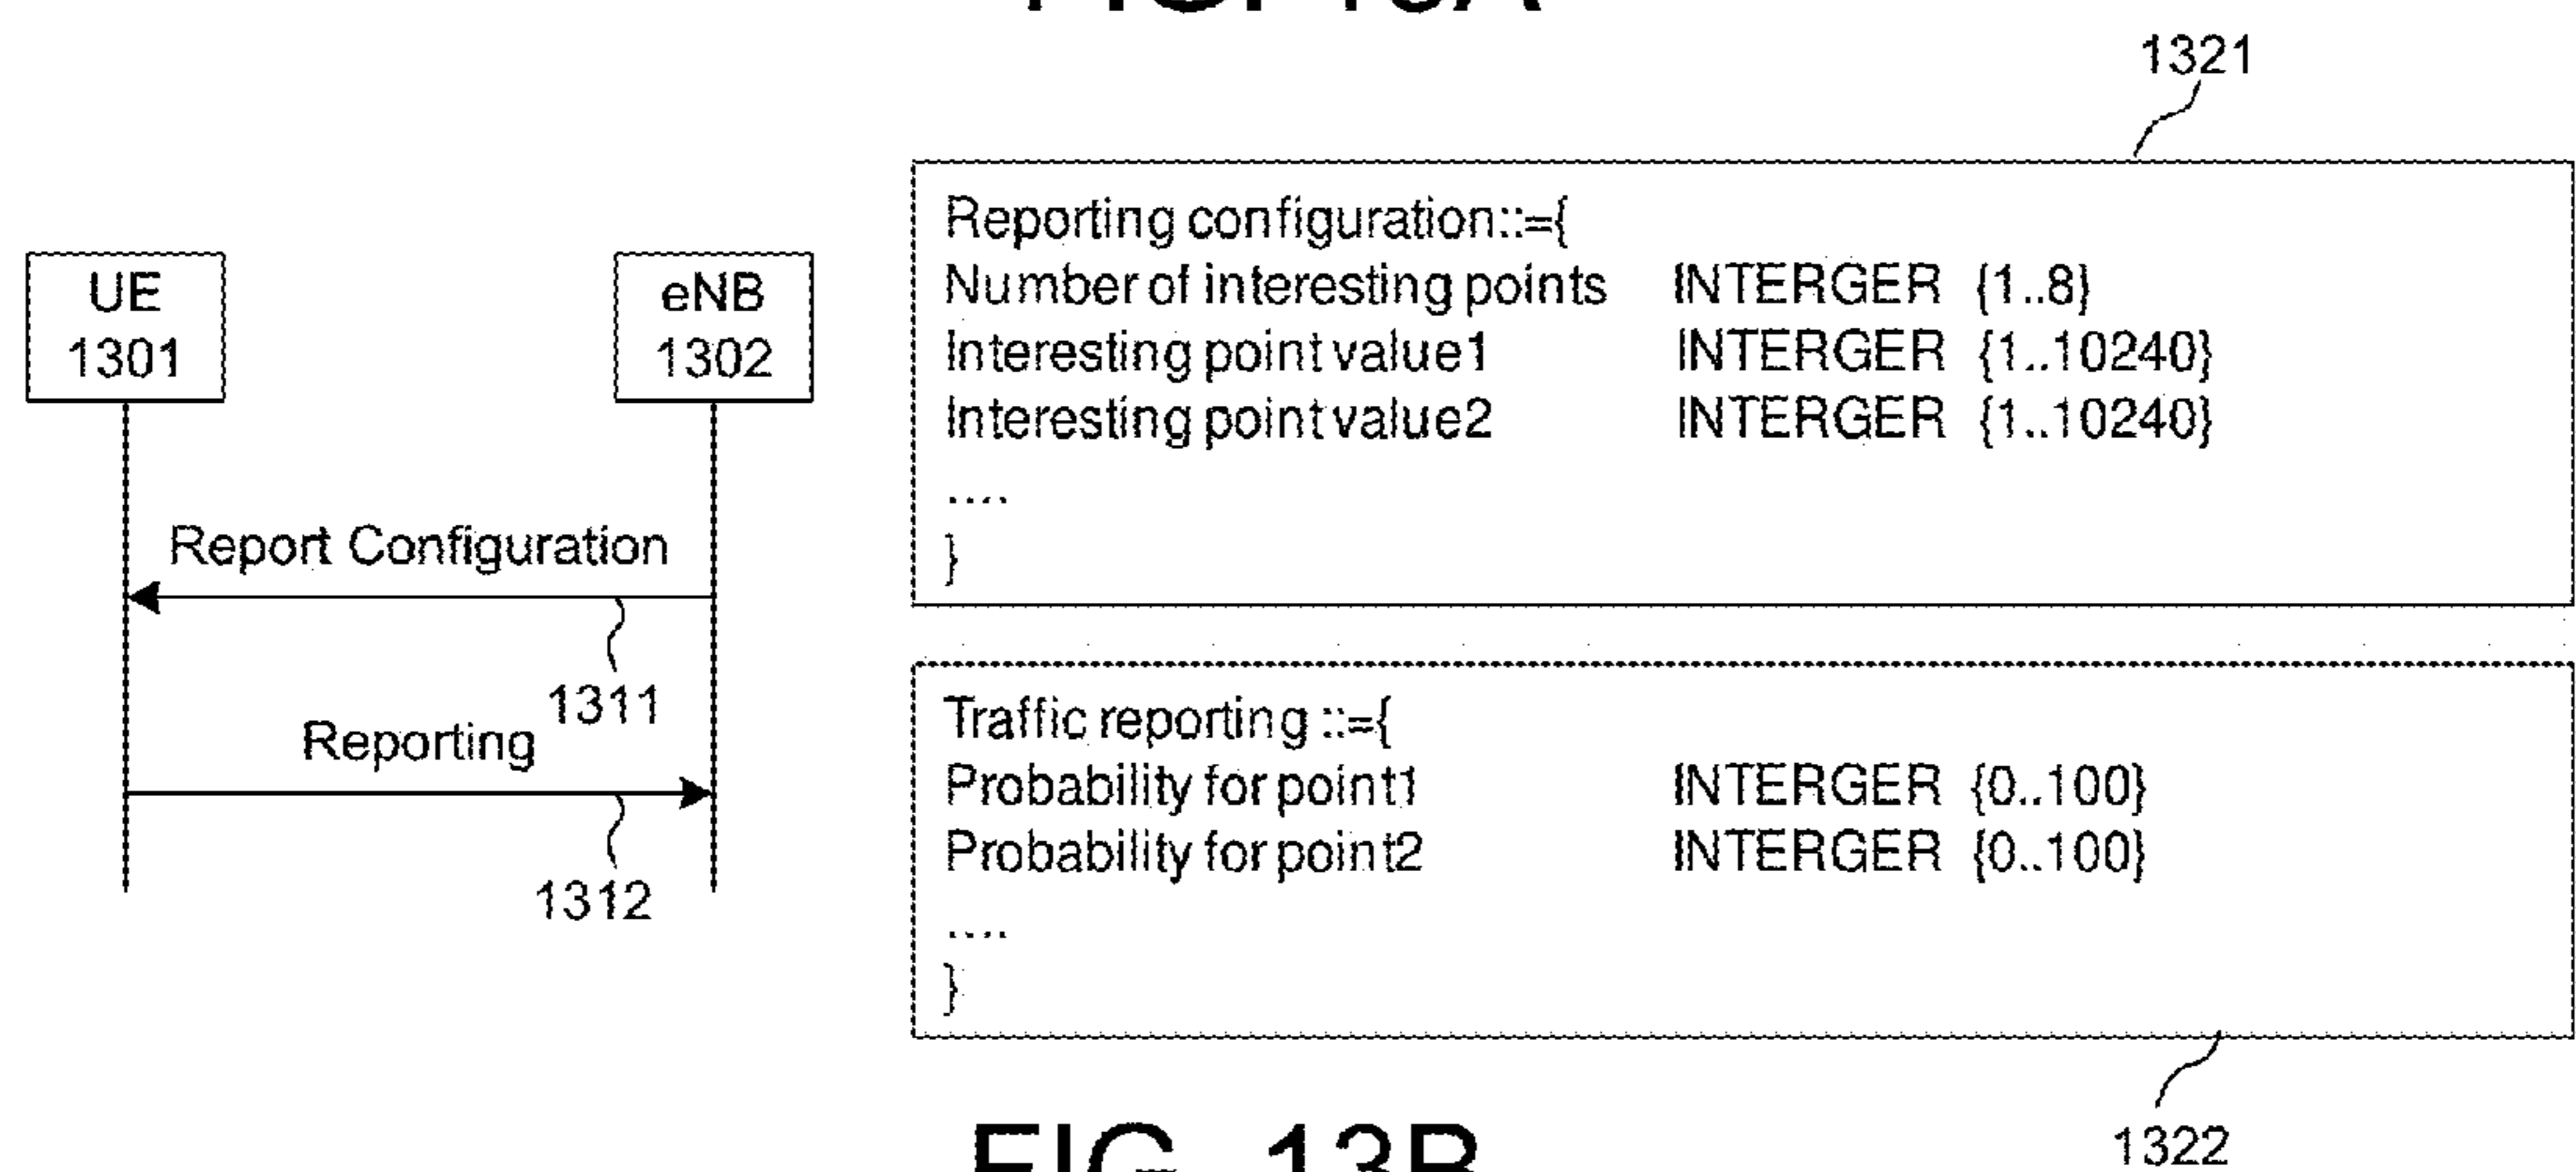 1321
UE
1301
eNB
1302
Report Configuration
1311
Reporting
1312
Reporting configuration::={
Number of interesting points INTERGER {1..8}
Interesting point value1 INTERGER {1..10240}
Interesting point value2 INTERGER {1..10240}
....
}
Traffic reporting ::={
Probability for point1 INTERGER {0..100}
Probability for point2 INTERGER {0..100}
....
}
1322
FIG. 13B